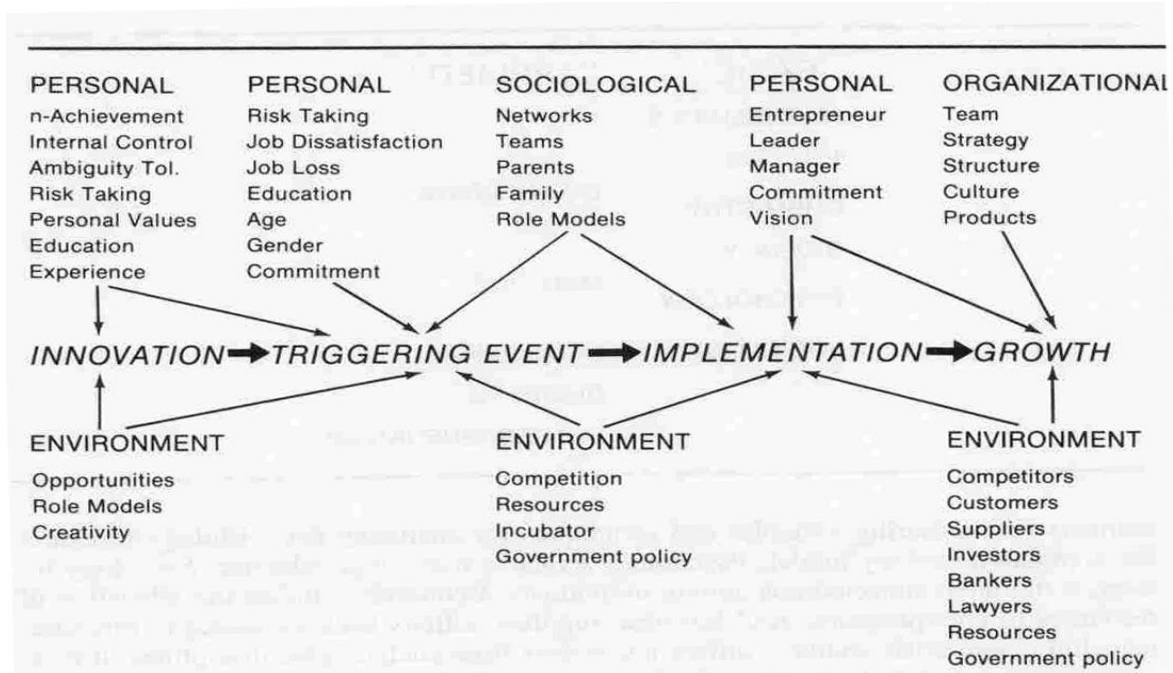 PERSONAL
n-Achievement
Internal Control
Ambiguity Tol.
Risk Taking
Personal Values
Education
Experience
PERSONAL
Risk Taking
Job Dissatisfaction
Job Loss
Education
Age
Gender
Commitment
SOCIOLOGICAL
Networks
Teams
Parents
Family
Role Models
PERSONAL
Entrepreneur
Leader
Manager
Commitment
Vision
ORGANIZATIONAL
Team
Strategy
Structure
Culture
Products
INNOVATION TRIGGERING EVENT IMPLEMENTATION GROWTH
ENVIRONMENT
Opportunities
Role Models
Creativity
ENVIRONMENT
Competition
Resources
Incubator
Government policy
ENVIRONMENT
Competitors
Customers
Suppliers
Investors
Bankers
Lawyers
Resources
Government policy